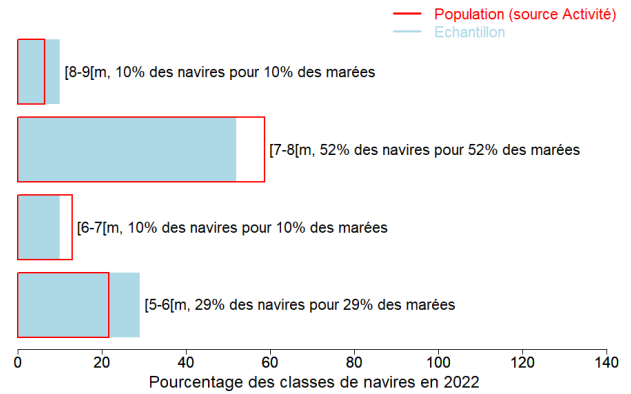 Population (source Activité)
Echantillon
[8-9[m, 10% des navires pour 10% des marées
[7-8[m, 52% des navires pour 52% des marées
[6-7[m, 10% des navires pour 10% des marées
[5-6[m, 29% des navires pour 29% des marées
0 20 40 60 80 100 120 140
Pourcentage des classes de navires en 2022